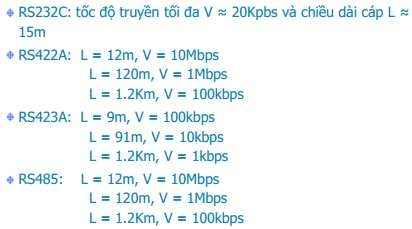 RS232C: tốc độ truyền tối đa V ≈ 20Kpbs và chiều dài cáp L ≈
15m
RS422A: L = 12m, V = 10Mbps
L = 120m, V = 1Mbps
L = 1.2Km, V = 100kbps
RS423A: L = 9m, V = 100kbps
L = 91m, V = 10kbps
L = 1.2Km, V = 1kbps
RS485: L = 12m, V = 10Mbps
L = 120m, V = 1Mbps
L = 1.2Km, V = 100kbps